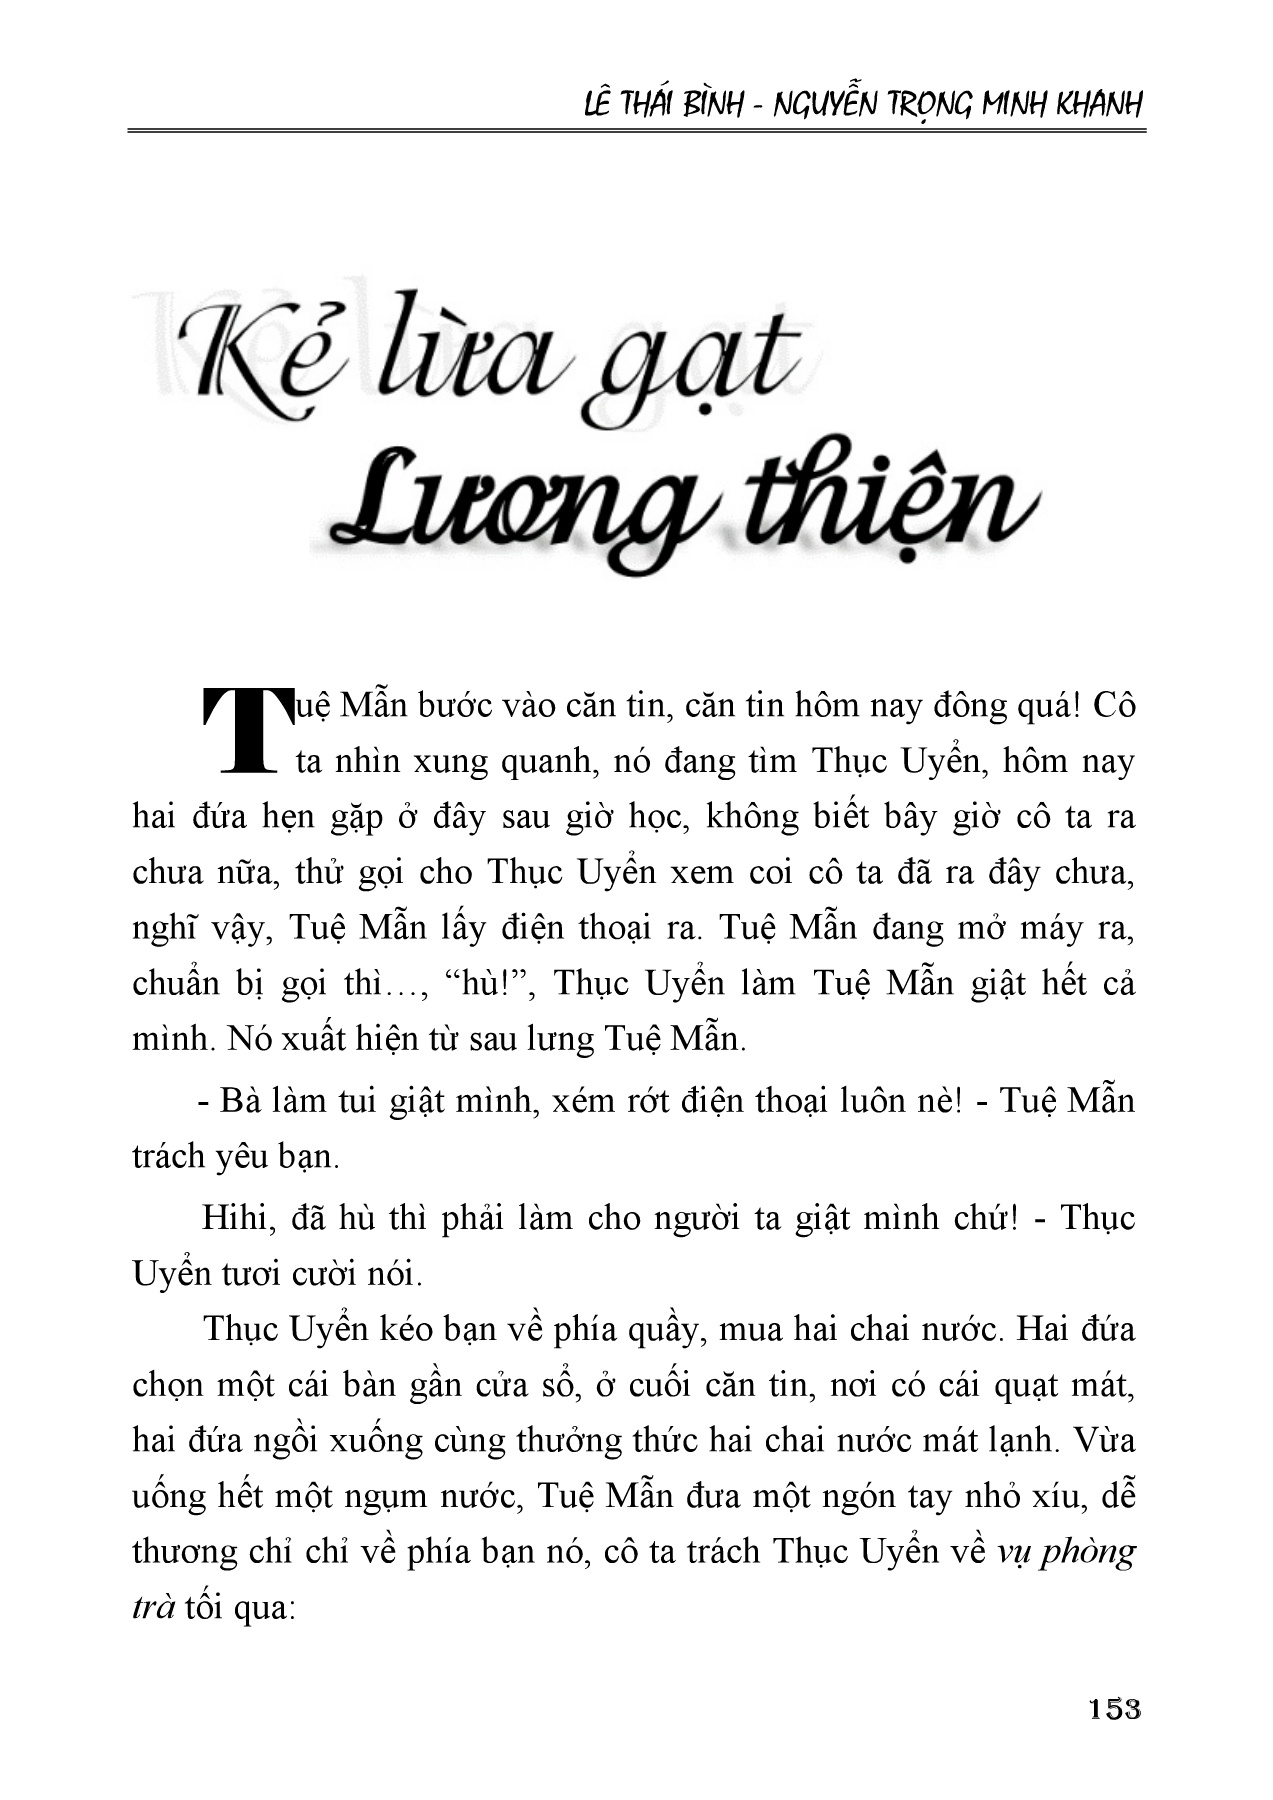 LÊ THÁI BÌNH - NGUYỄN TRỌNG MINH KHANH
Kẻ lừa gạt
Lương thiện
Tuệ Mẫn bước vào căn tin, căn tin hôm nay đông quá! Cô
ta nhìn xung quanh, nó đang tìm Thục Uyển, hôm nay
hai đứa hẹn gặp ở đây sau giờ học, không biết bây giờ cô ta ra
chưa nữa, thử gọi cho Thục Uyển xem coi cô ta đã ra đây chưa,
nghĩ vậy, Tuệ Mẫn lấy điện thoại ra. Tuệ Mẫn đang mở máy ra,
chuẩn bị gọi thì…, “hù!”, Thục Uyển làm Tuệ Mẫn giật hết cả
mình. Nó xuất hiện từ sau lưng Tuệ Mẫn.
- Bà làm tui giật mình, xém rớt điện thoại luôn nè! - Tuệ Mẫn
trách yêu bạn.
Hihi, đã hù thì phải làm cho người ta giật mình chứ! - Thục
Uyển tươi cười nói.
Thục Uyển kéo bạn về phía quầy, mua hai chai nước. Hai đứa
chọn một cái bàn gần cửa sổ, ở cuối căn tin, nơi có cái quạt mát,
hai đứa ngồi xuống cùng thưởng thức hai chai nước mát lạnh. Vừa
uống hết một ngụm nước, Tuệ Mẫn đưa một ngón tay nhỏ xíu, dễ
thương chỉ chỉ về phía bạn nó, cô ta trách Thục Uyển về vụ phòng
trà tối qua:
153